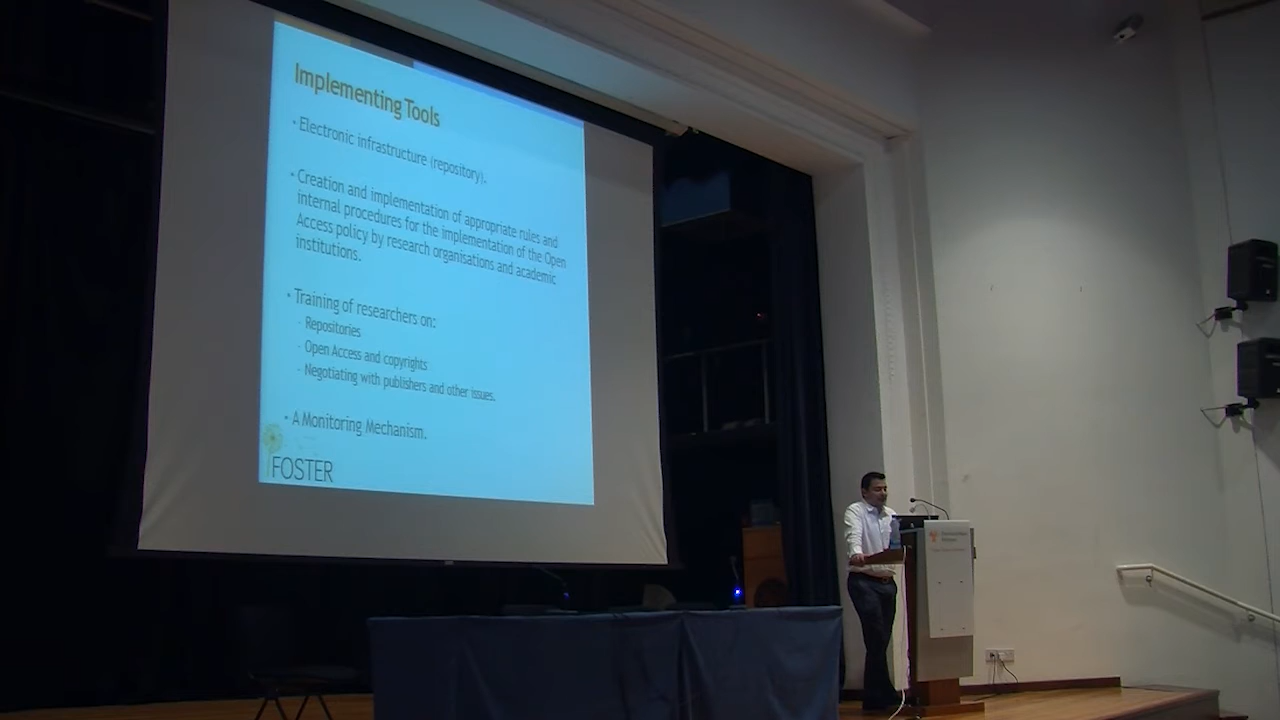 Implementing Tools
• Electronic infrastructure (repository).
• Creation and implementation of appropriate rules and
internal procedures for the implementation of the Open
Access policy by research organisations and academic
institutions.
• Training of researchers on:
- Repositories
- Open Access and copyrights
- Negotiating with publishers and other issues.
• A Monitoring Mechanism.
FOSTER